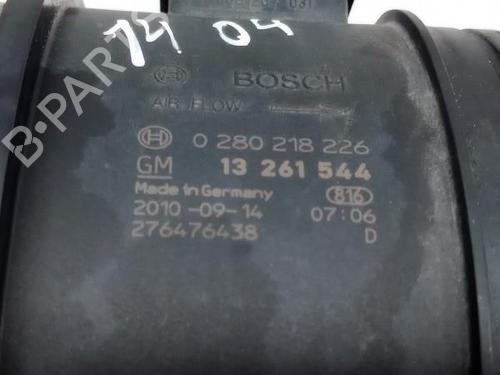 14 04
BOSCH
AIR FLOW
0 280 218 226
GM 13 261 544
Made in Germany 816
2010-09-14 07:06
276476438 D